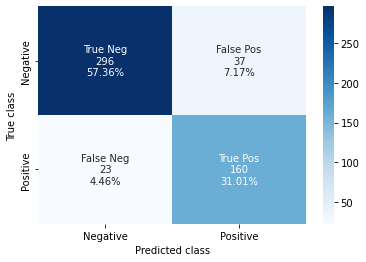 True Neg
296
57.36%
False Pos
37
7.17%
False Neg
23
4.46%
True Pos
160
31.01%
Negative
Positive
True class
Negative
Positive
Predicted class
250
200
150
100
50